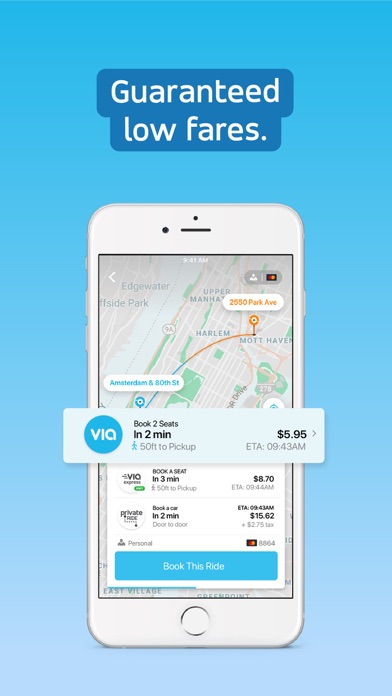 Guaranteed
low fares.
9:41 AM
Edgewater
ffside Park
UPPER
MANHAT
2550 Park Ave
9A
HARLEM
MOTT HAVEN
Amsterdam & 80th St
DR Drive
278
via
Book 2 Seats
In 2 min
50ft to Pickup
$5.95
ETA: 09:43AM
via
express
BOOK A SEAT
In 3 min
50ft to Pickup
$8.70
ETA: 09:44AM
private
RIDE
Book a car
In 2 min
Door to door
ETA: 09:43AM
$15.62
+ $2.75 tax
Personal
8864
Book This Ride
CH
EAST VILLAGE
GREENPOINT